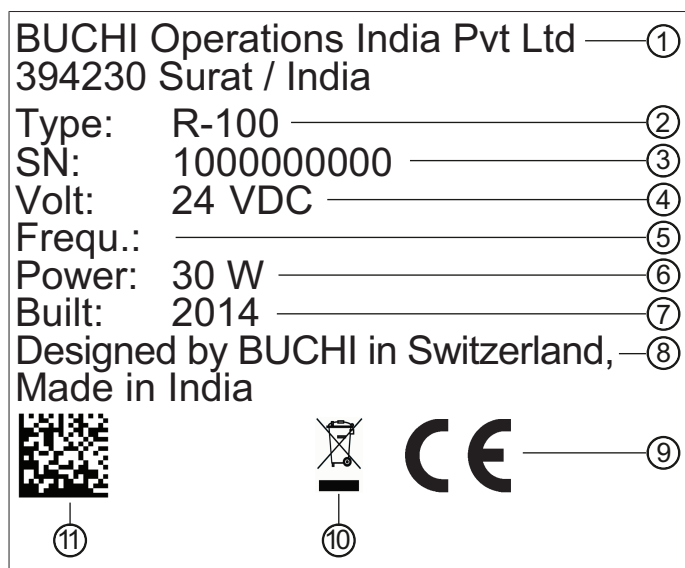 BUCHI Operations India Pvt Ltd ①
394230 Surat / India
Type: R-100 ②
SN: 1000000000 ③
Volt: 24 VDC ④
Frequ.: ⑤
Power: 30 W ⑥
Built: 2014 ⑦
Designed by BUCHI in Switzerland, ⑧
Made in India
CE ⑨
⑪ ⑩